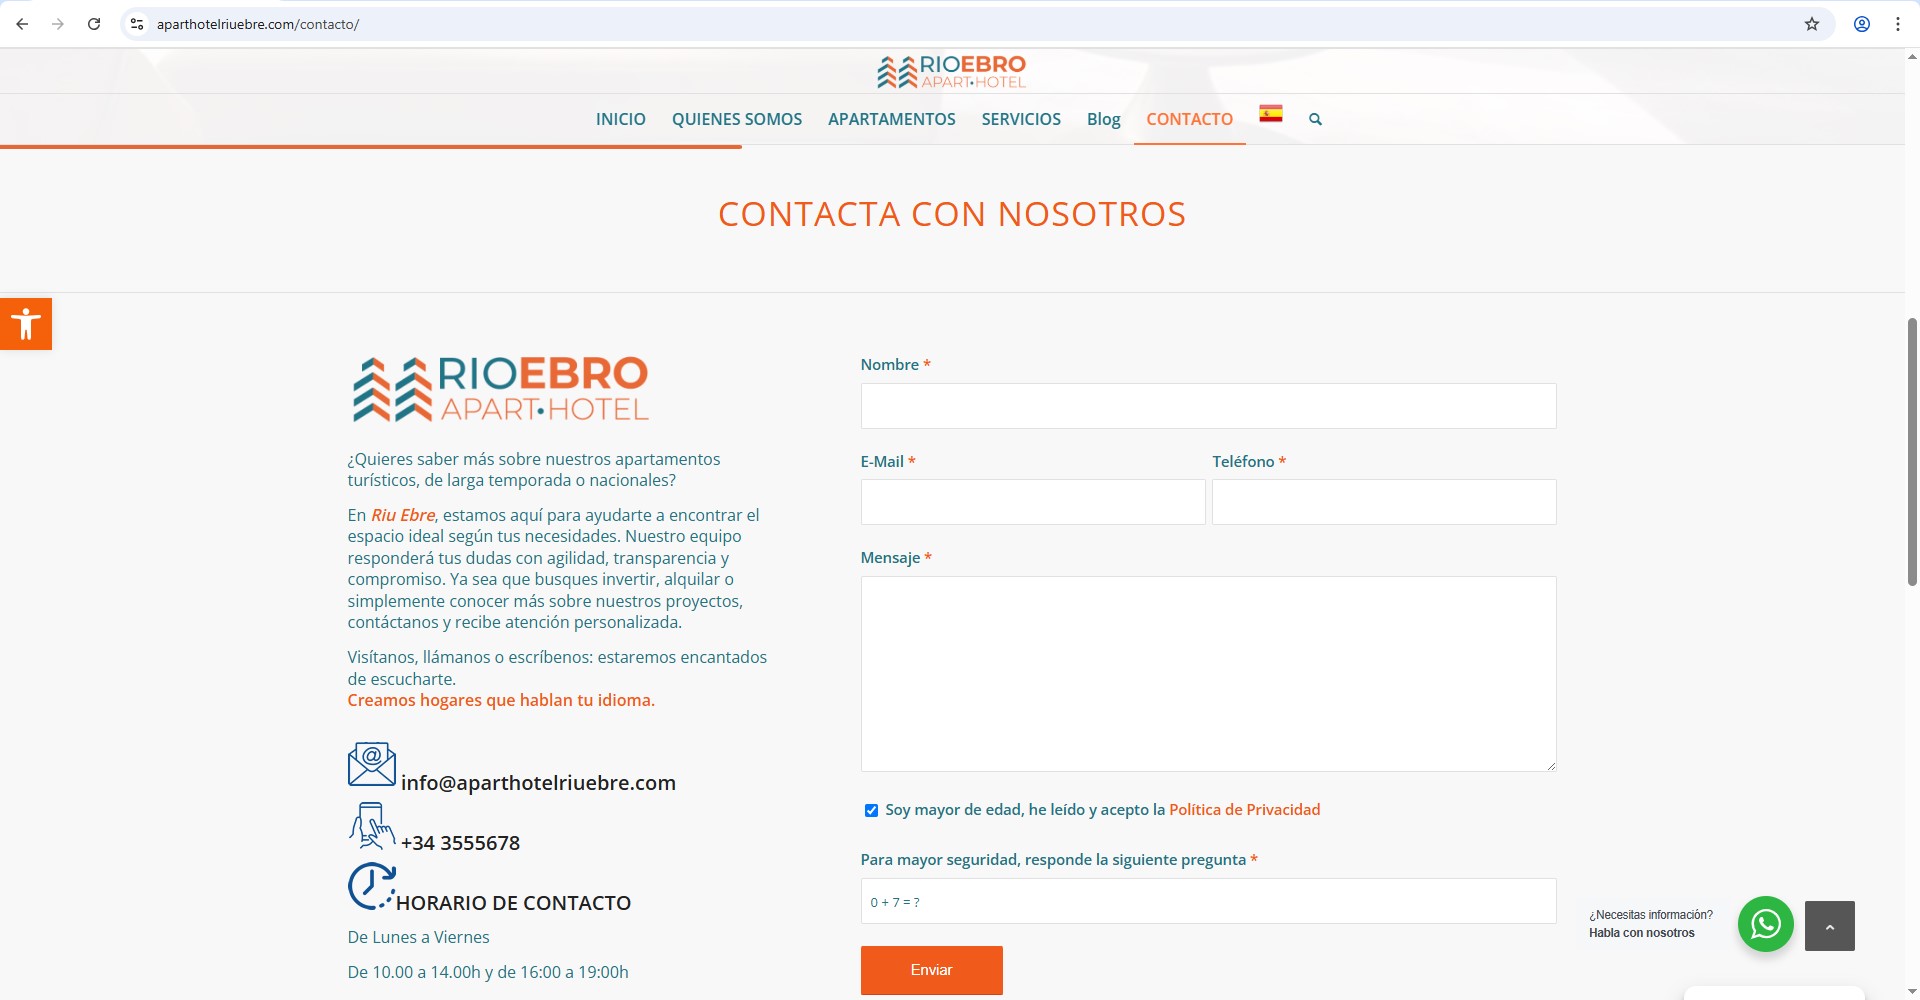 aparthotelriuebre.com/contacto/
RIOEBRO
APART·HOTEL
INICIO QUIENES SOMOS APARTAMENTOS SERVICIOS Blog CONTACTO
CONTACTA CON NOSOTROS
RIOEBRO
APART·HOTEL
¿Quieres saber más sobre nuestros apartamentos
turísticos, de larga temporada o nacionales?
En Riu Ebre, estamos aquí para ayudarte a encontrar el
espacio ideal según tus necesidades. Nuestro equipo
responderá tus dudas con agilidad, transparencia y
compromiso. Ya sea que busques invertir, alquilar o
simplemente conocer más sobre nuestros proyectos,
contáctanos y recibe atención personalizada.
Visítanos, llámanos o escríbenos: estaremos encantados
de escucharte.
Creamos hogares que hablan tu idioma.
info@aparthotelriuebre.com
+34 3555678
HORARIO DE CONTACTO
De Lunes a Viernes
De 10.00 a 14.00h y de 16:00 a 19:00h
Nombre *
E-Mail * Teléfono *
Mensaje *
Soy mayor de edad, he leído y acepto la Política de Privacidad
Para mayor seguridad, responde la siguiente pregunta *
0 + 7 = ?
Enviar
¿Necesitas información?
Habla con nosotros